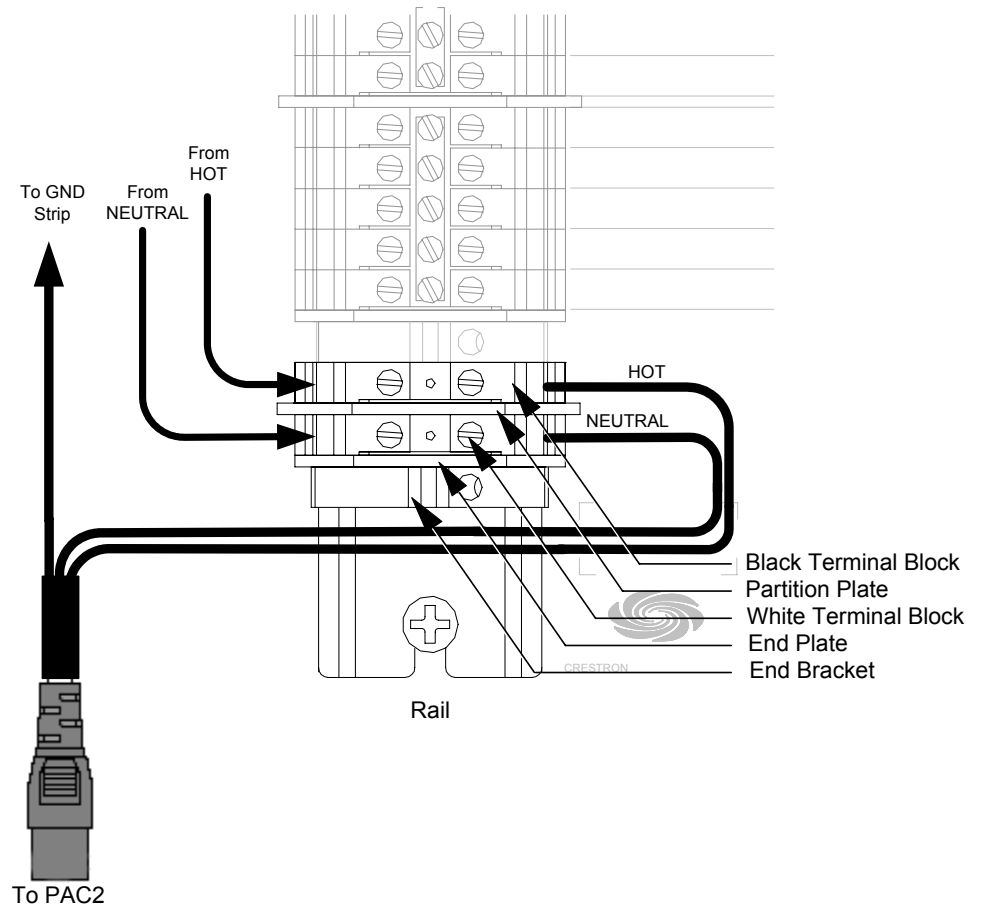 From
HOT
To GND
Strip
From
NEUTRAL
HOT
NEUTRAL
Black Terminal Block
Partition Plate
White Terminal Block
End Plate
End Bracket
CRESTRON
Rail
To PAC2